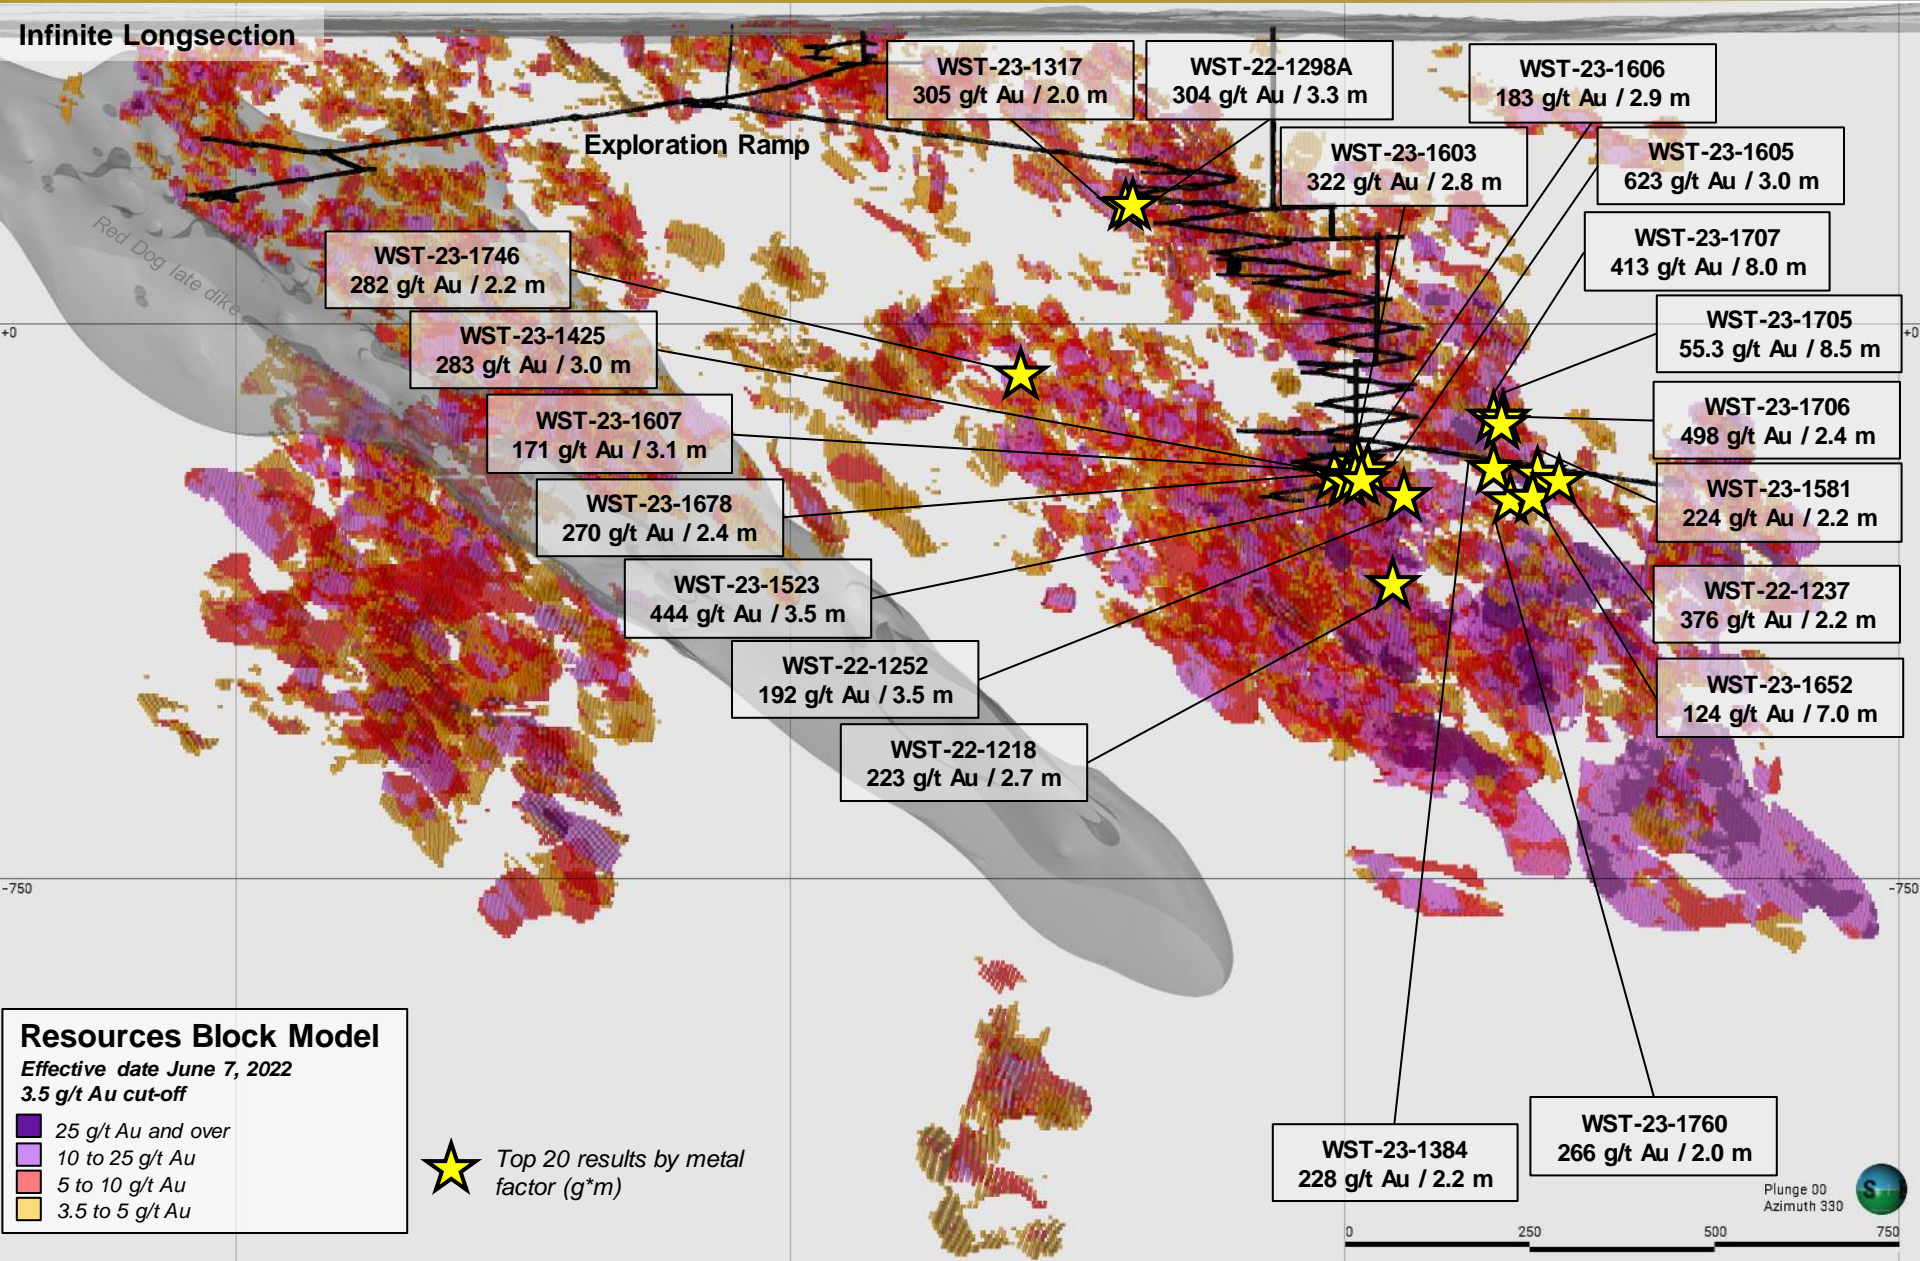 Infinite Longsection
WST-23-1317
305 g/t Au / 2.0 m
WST-22-1298A
304 g/t Au / 3.3 m
WST-23-1606
183 g/t Au / 2.9 m
Exploration Ramp
WST-23-1603
322 g/t Au / 2.8 m
WST-23-1605
623 g/t Au / 3.0 m
Red Dog late dike
WST-23-1746
282 g/t Au / 2.2 m
WST-23-1707
413 g/t Au / 8.0 m
+0
+0
WST-23-1425
283 g/t Au / 3.0 m
WST-23-1705
55.3 g/t Au / 8.5 m
WST-23-1607
171 g/t Au / 3.1 m
WST-23-1706
498 g/t Au / 2.4 m
WST-23-1678
270 g/t Au / 2.4 m
WST-23-1581
224 g/t Au / 2.2 m
WST-23-1523
444 g/t Au / 3.5 m
WST-22-1237
376 g/t Au / 2.2 m
WST-22-1252
192 g/t Au / 3.5 m
WST-23-1652
124 g/t Au / 7.0 m
WST-22-1218
223 g/t Au / 2.7 m
-750
-750
Resources Block Model
Effective date June 7, 2022
3.5 g/t Au cut-off
25 g/t Au and over
10 to 25 g/t Au
5 to 10 g/t Au
3.5 to 5 g/t Au
Top 20 results by metal
factor (g*m)
WST-23-1384
228 g/t Au / 2.2 m
WST-23-1760
266 g/t Au / 2.0 m
Plunge 00
Azimuth 330
S
0
250
500
750